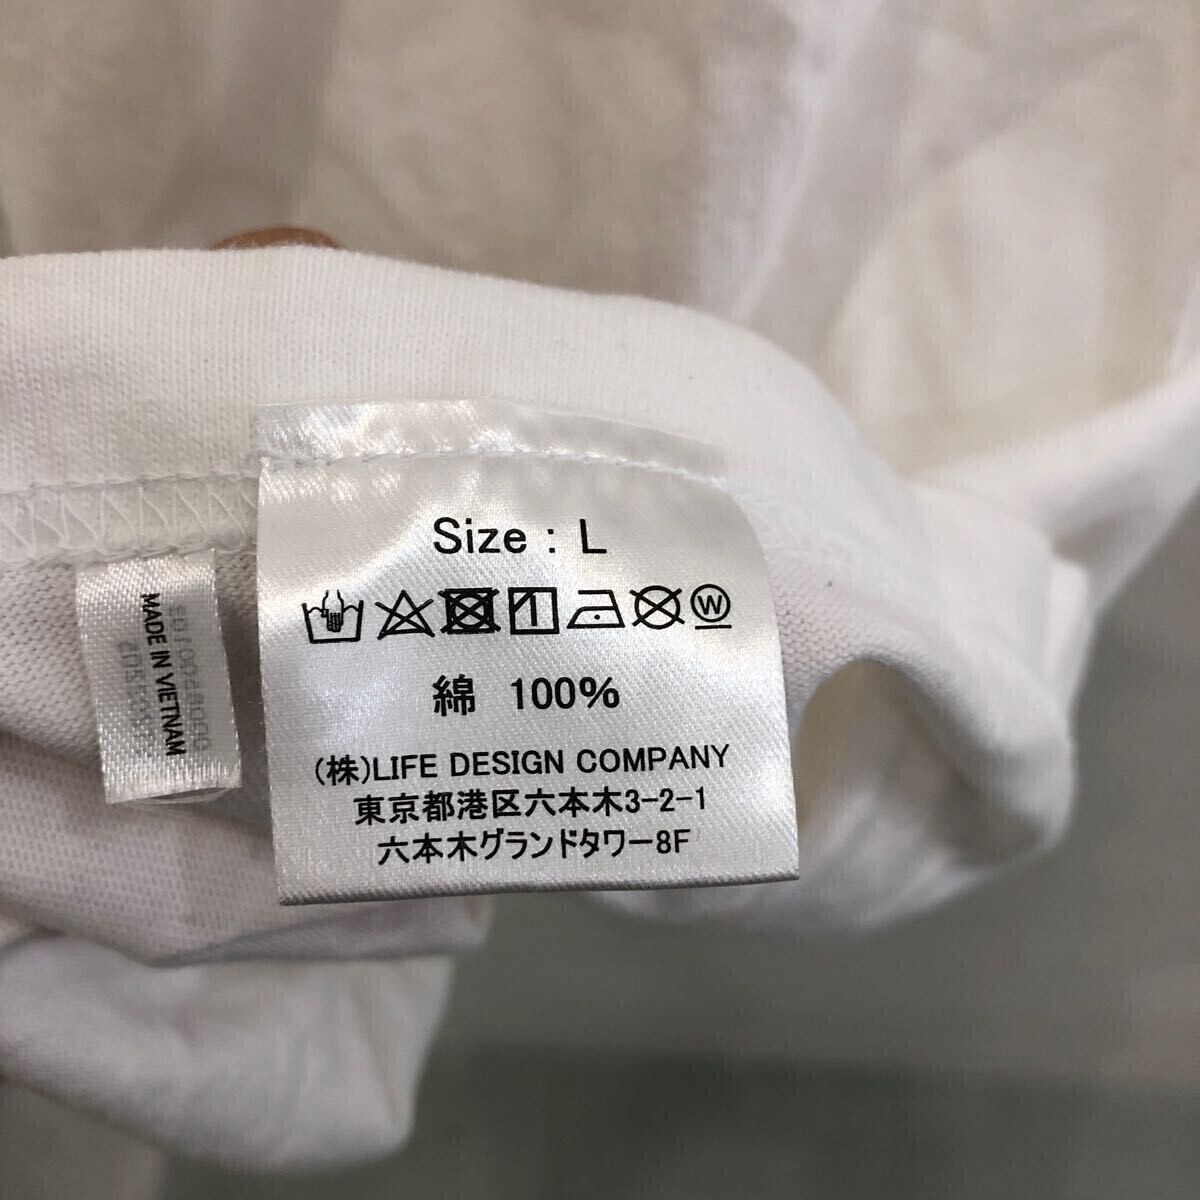 Size : L
W
綿 100%
(株)LIFE DESIGN COMPANY
東京都港区六本木3-2-1
六本木グランドタワー8F
MADE IN VIETNAM